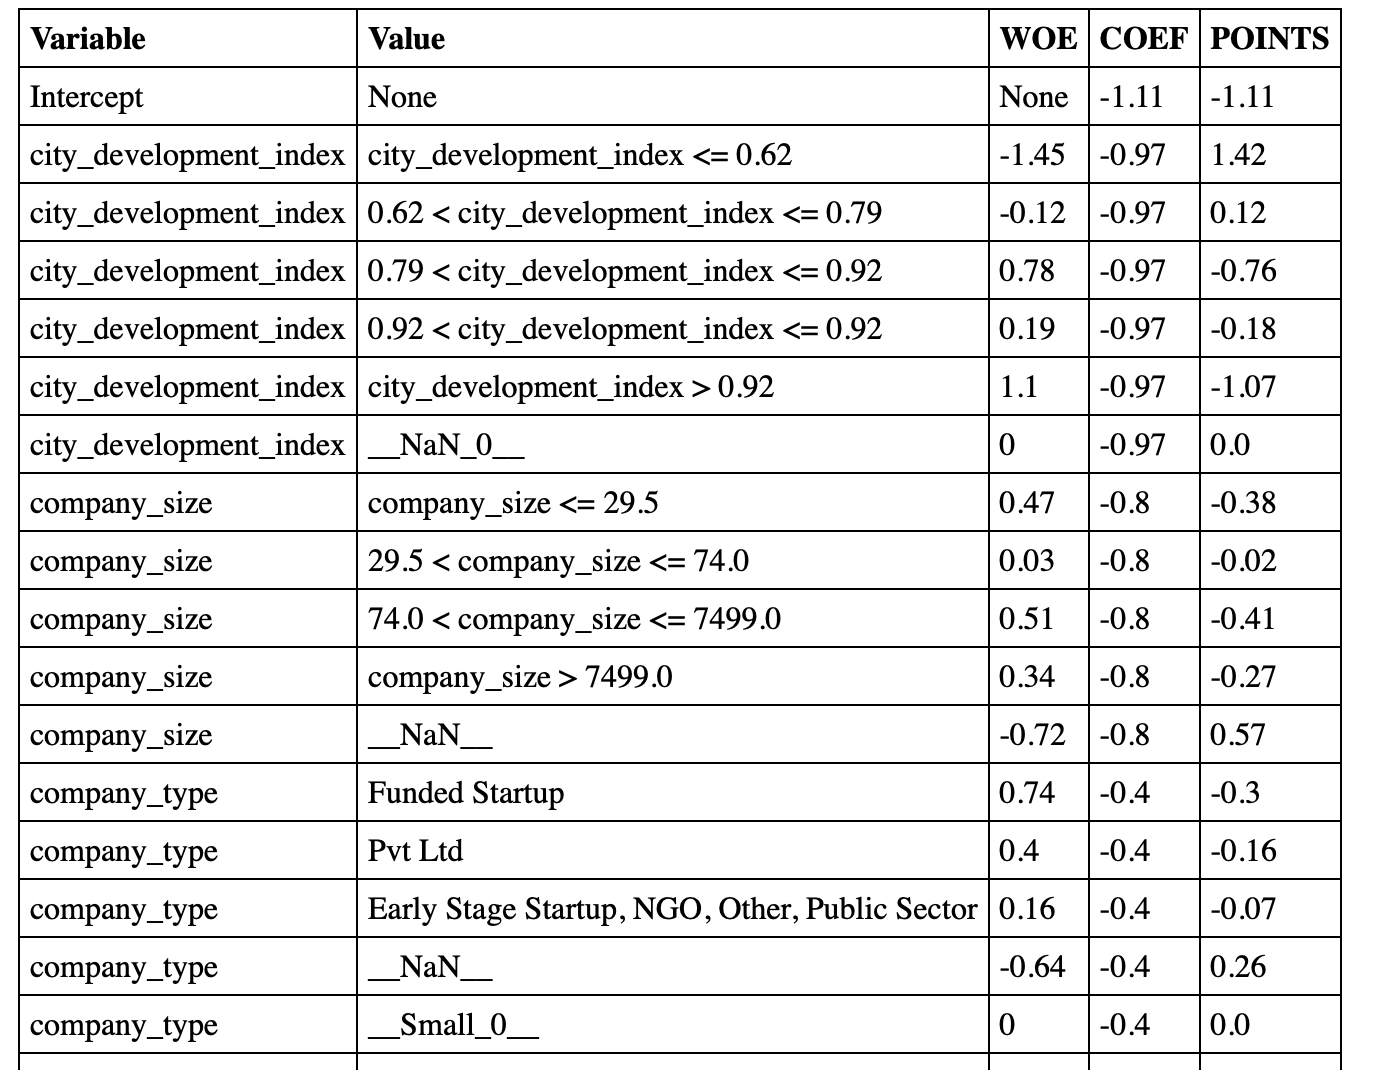 Variable Value WOE COEF POINTS
Intercept None None -1.11 -1.11
city_development_index city_development_index <= 0.62 -1.45 -0.97 1.42
city_development_index 0.62 < city_development_index <= 0.79 -0.12 -0.97 0.12
city_development_index 0.79 < city_development_index <= 0.92 0.78 -0.97 -0.76
city_development_index 0.92 < city_development_index <= 0.92 0.19 -0.97 -0.18
city_development_index city_development_index > 0.92 1.1 -0.97 -1.07
city_development_index __NaN_0__ 0 -0.97 0.0
company_size company_size <= 29.5 0.47 -0.8 -0.38
company_size 29.5 < company_size <= 74.0 0.03 -0.8 -0.02
company_size 74.0 < company_size <= 7499.0 0.51 -0.8 -0.41
company_size company_size > 7499.0 0.34 -0.8 -0.27
company_size __NaN__ -0.72 -0.8 0.57
company_type Funded Startup 0.74 -0.4 -0.3
company_type Pvt Ltd 0.4 -0.4 -0.16
company_type Early Stage Startup, NGO, Other, Public Sector 0.16 -0.4 -0.07
company_type __NaN__ -0.64 -0.4 0.26
company_type __Small_0__ 0 -0.4 0.0